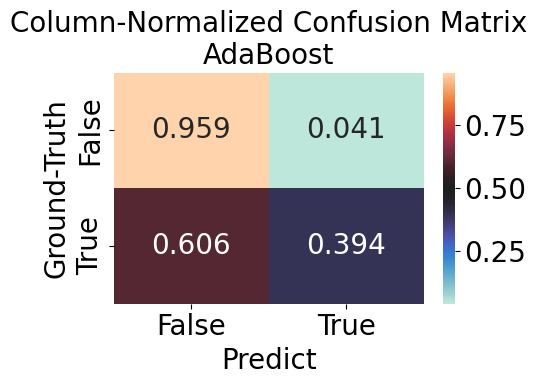 Column-Normalized Confusion Matrix
AdaBoost
Ground-Truth
False
True
0.959 0.041
0.606 0.394
False True
Predict
0.75
0.50
0.25